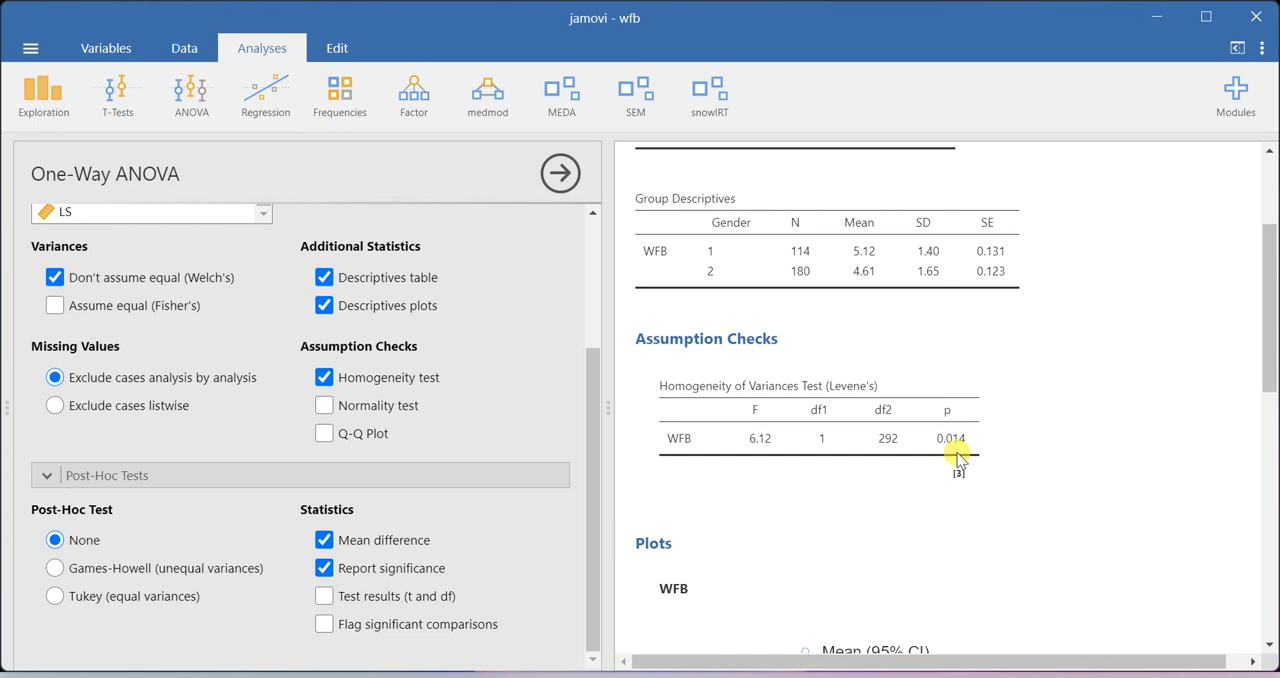 jamovi - wfb
Variables Data Analyses Edit
Exploration T-Tests ANOVA Regression Frequencies Factor medmod MEDA SEM snowIRT Modules
One-Way ANOVA
LS
Variances
Don't assume equal (Welch's)
Assume equal (Fisher's)
Additional Statistics
Descriptives table
Descriptives plots
Missing Values
Exclude cases analysis by analysis
Exclude cases listwise
Assumption Checks
Homogeneity test
Normality test
Q-Q Plot
Post-Hoc Tests
Post-Hoc Test
None
Games-Howell (unequal variances)
Tukey (equal variances)
Statistics
Mean difference
Report significance
Test results (t and df)
Flag significant comparisons
Group Descriptives
Gender N Mean SD SE
WFB 1 114 5.12 1.40 0.131
2 180 4.61 1.65 0.123
Assumption Checks
Homogeneity of Variances Test (Levene's)
F df1 df2 p
WFB 6.12 1 292 0.014
[3]
Plots
WFB
Mean (95% CI)